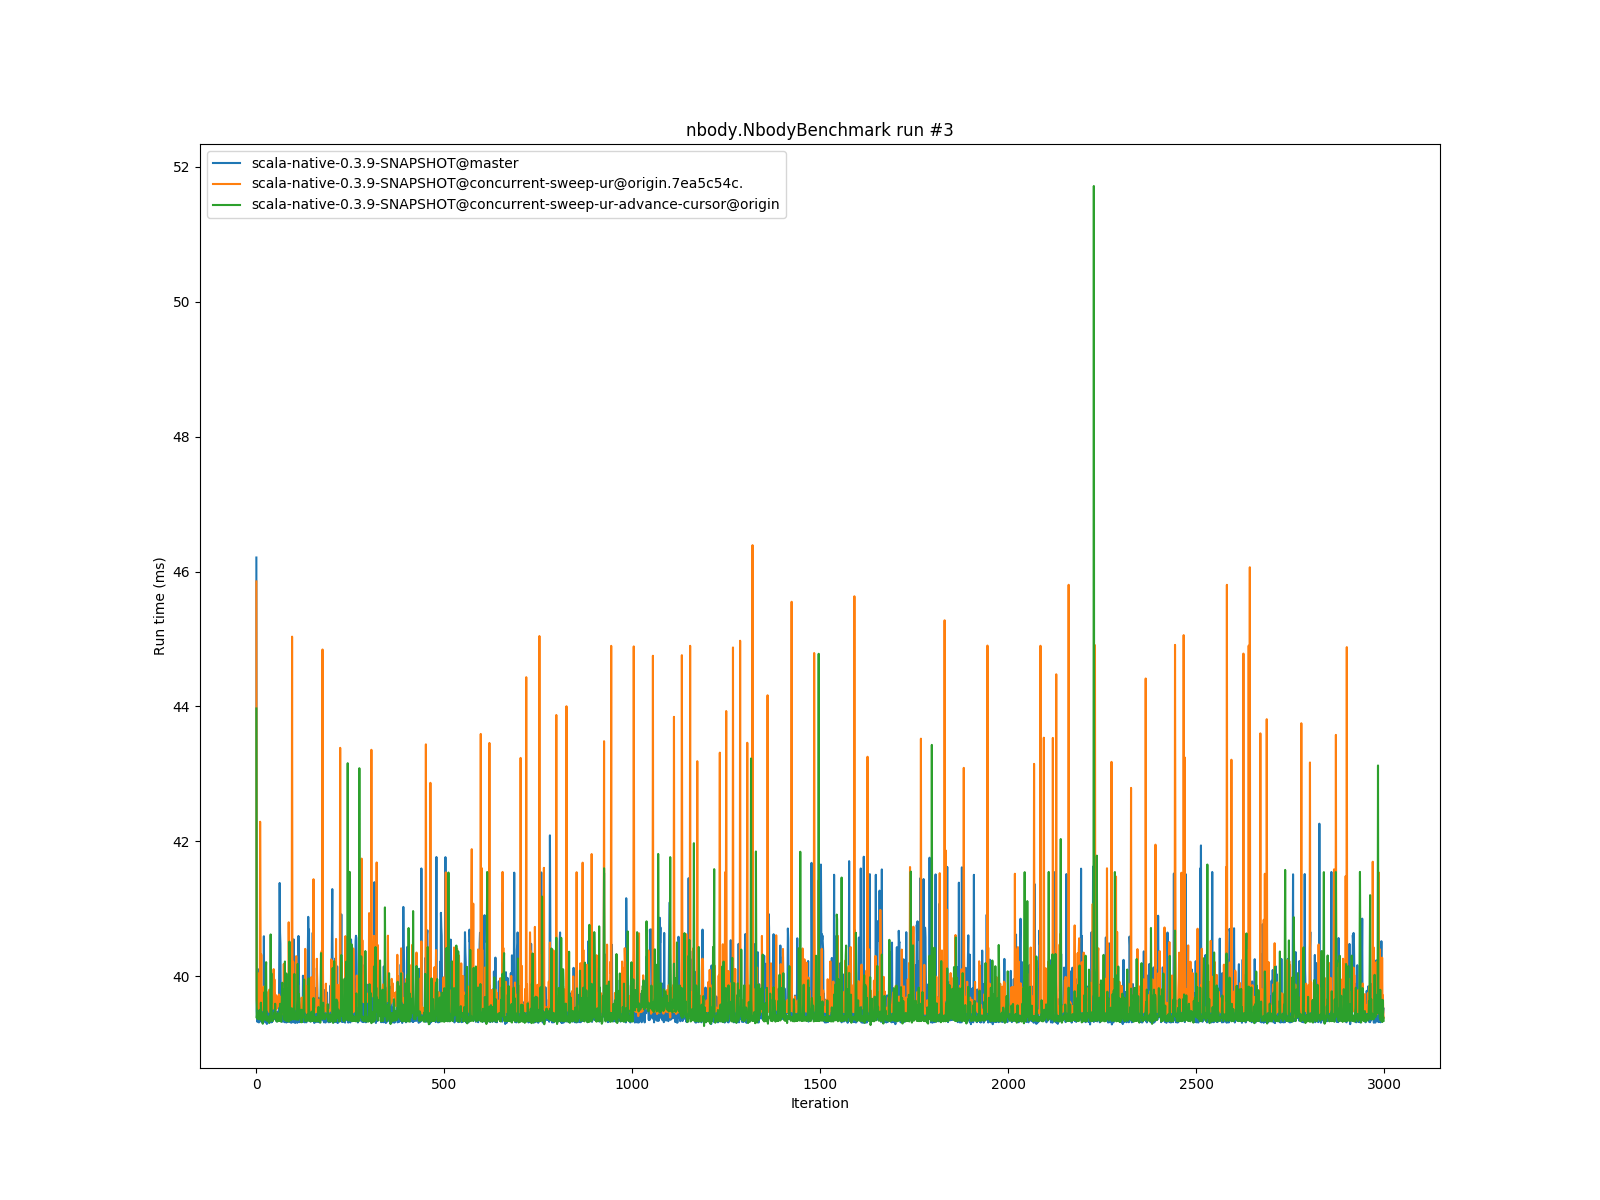 nbody.NbodyBenchmark run #3
scala-native-0.3.9-SNAPSHOT@master
scala-native-0.3.9-SNAPSHOT@concurrent-sweep-ur@origin.7ea5c54c.
scala-native-0.3.9-SNAPSHOT@concurrent-sweep-ur-advance-cursor@origin
52
50
48
46
44
42
40
Run time (ms)
0 500 1000 1500 2000 2500 3000
Iteration